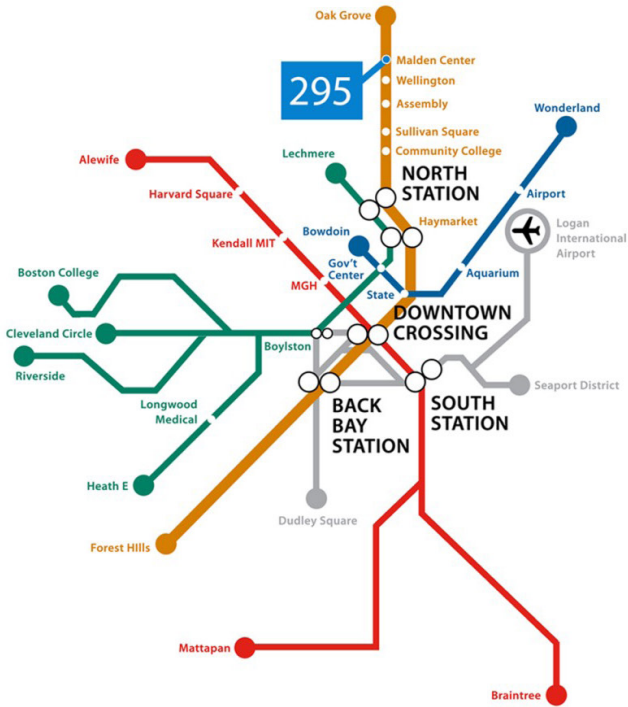 Oak Grove
Malden Center
295
Wellington
Assembly
Wonderland
Sullivan Square
Community College
Lechmere
Alewife
NORTH
STATION
Harvard Square
Airport
Haymarket
Logan
International
Airport
Bowdoin
Kendall MIT
Gov't
Center
Aquarium
Boston College
MGH
State
DOWNTOWN
CROSSING
Cleveland Circle
Boylston
Riverside
Seaport District
BACK
BAY
STATION
SOUTH
STATION
Longwood
Medical
Heath E
Dudley Square
Forest HIlls
Mattapan
Braintree